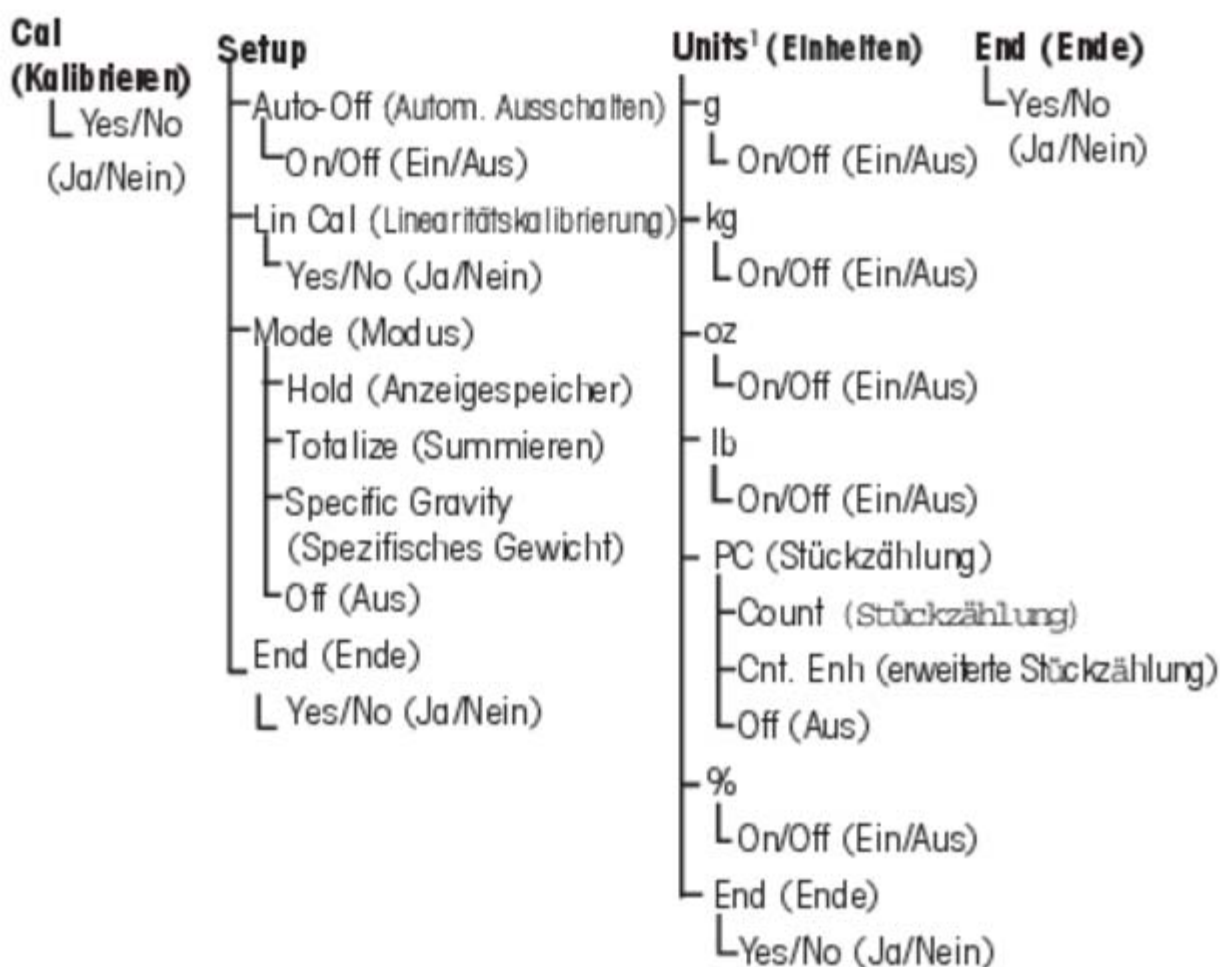 Cal
(Kalibrieren)
Yes/No
(Ja/Nein)
Setup
Auto-Off (Autom. Ausschalten)
On/Off (Ein/Aus)
Lin Cal (Linearitätskalibrierung)
Yes/No (Ja/Nein)
Mode (Modus)
Hold (Anzeigespeicher)
Totalize (Summieren)
Specific Gravity
(Spezifisches Gewicht)
Off (Aus)
End (Ende)
Yes/No (Ja/Nein)
Units¹ (Einheiten)
g
On/Off (Ein/Aus)
kg
On/Off (Ein/Aus)
oz
On/Off (Ein/Aus)
lb
On/Off (Ein/Aus)
PC (Stückzählung)
Count (Stückzählung)
Cnt. Enh (erweiterte Stückzählung)
Off (Aus)
%
On/Off (Ein/Aus)
End (Ende)
Yes/No (Ja/Nein)
End (Ende)
Yes/No
(Ja/Nein)